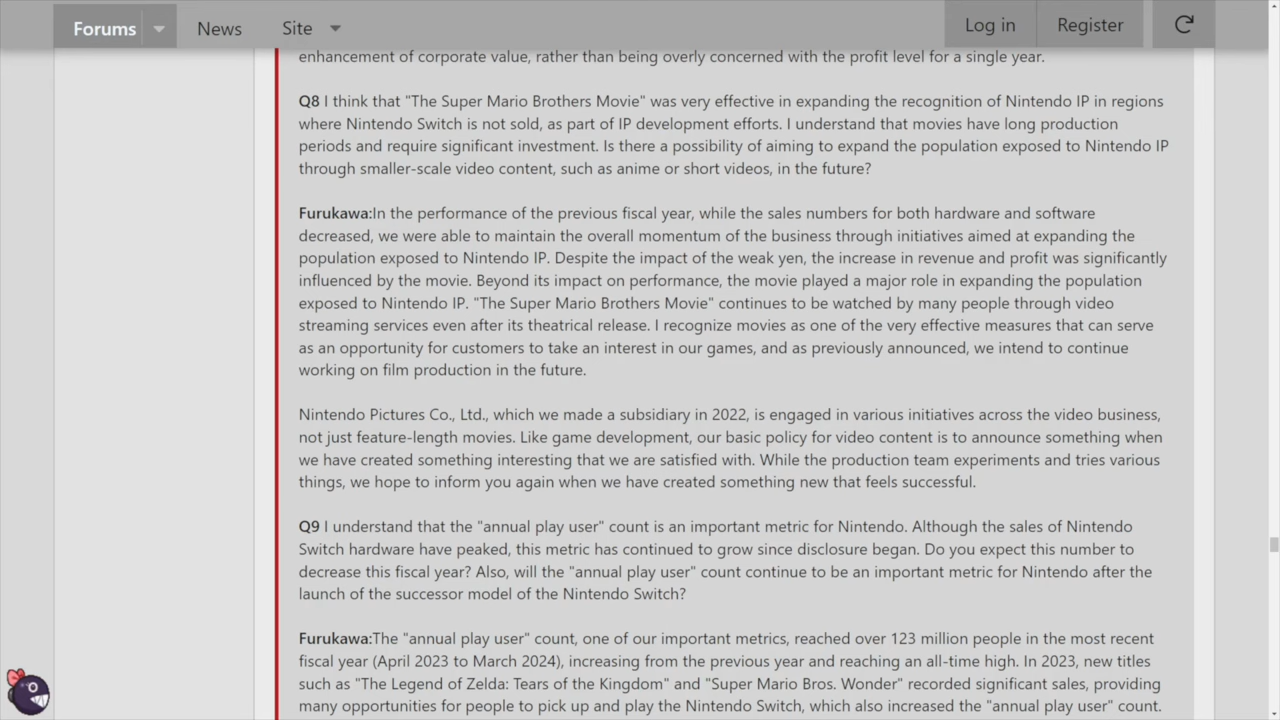 Forums News Site Log in Register
enhancement of corporate value, rather than being overly concerned with the profit level for a single year.
Q8 I think that "The Super Mario Brothers Movie" was very effective in expanding the recognition of Nintendo IP in regions
where Nintendo Switch is not sold, as part of IP development efforts. I understand that movies have long production
periods and require significant investment. Is there a possibility of aiming to expand the population exposed to Nintendo IP
through smaller-scale video content, such as anime or short videos, in the future?
Furukawa:In the performance of the previous fiscal year, while the sales numbers for both hardware and software
decreased, we were able to maintain the overall momentum of the business through initiatives aimed at expanding the
population exposed to Nintendo IP. Despite the impact of the weak yen, the increase in revenue and profit was significantly
influenced by the movie. Beyond its impact on performance, the movie played a major role in expanding the population
exposed to Nintendo IP. "The Super Mario Brothers Movie" continues to be watched by many people through video
streaming services even after its theatrical release. I recognize movies as one of the very effective measures that can serve
as an opportunity for customers to take an interest in our games, and as previously announced, we intend to continue
working on film production in the future.
Nintendo Pictures Co., Ltd., which we made a subsidiary in 2022, is engaged in various initiatives across the video business,
not just feature-length movies. Like game development, our basic policy for video content is to announce something when
we have created something interesting that we are satisfied with. While the production team experiments and tries various
things, we hope to inform you again when we have created something new that feels successful.
Q9 I understand that the "annual play user" count is an important metric for Nintendo. Although the sales of Nintendo
Switch hardware have peaked, this metric has continued to grow since disclosure began. Do you expect this number to
decrease this fiscal year? Also, will the "annual play user" count continue to be an important metric for Nintendo after the
launch of the successor model of the Nintendo Switch?
Furukawa:The "annual play user" count, one of our important metrics, reached over 123 million people in the most recent
fiscal year (April 2023 to March 2024), increasing from the previous year and reaching an all-time high. In 2023, new titles
such as "The Legend of Zelda: Tears of the Kingdom" and "Super Mario Bros. Wonder" recorded significant sales, providing
many opportunities for people to pick up and play the Nintendo Switch, which also increased the "annual play user" count.